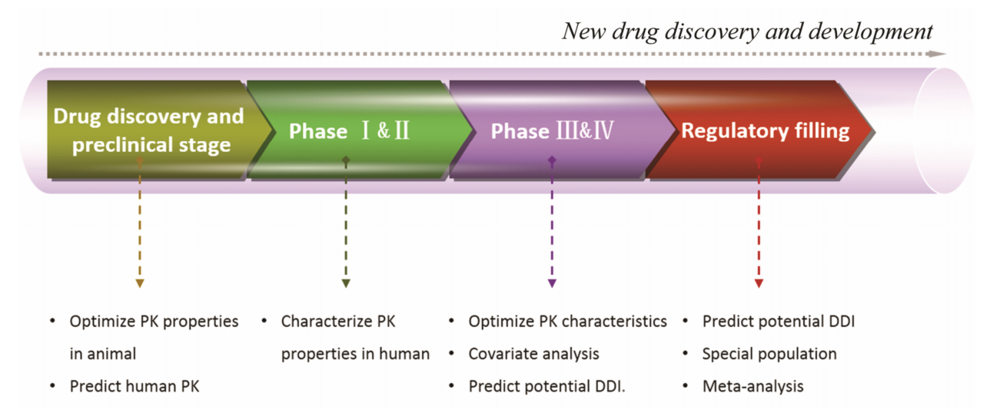 New drug discovery and development
Drug discovery and
preclinical stage
Phase Ⅰ & Ⅱ
Phase Ⅲ&Ⅳ
Regulatory filling
• Optimize PK properties
in animal
• Predict human PK
• Characterize PK
properties in human
• Optimize PK characteristics
• Covariate analysis
• Predict potential DDI.
• Predict potential DDI
• Special population
• Meta-analysis